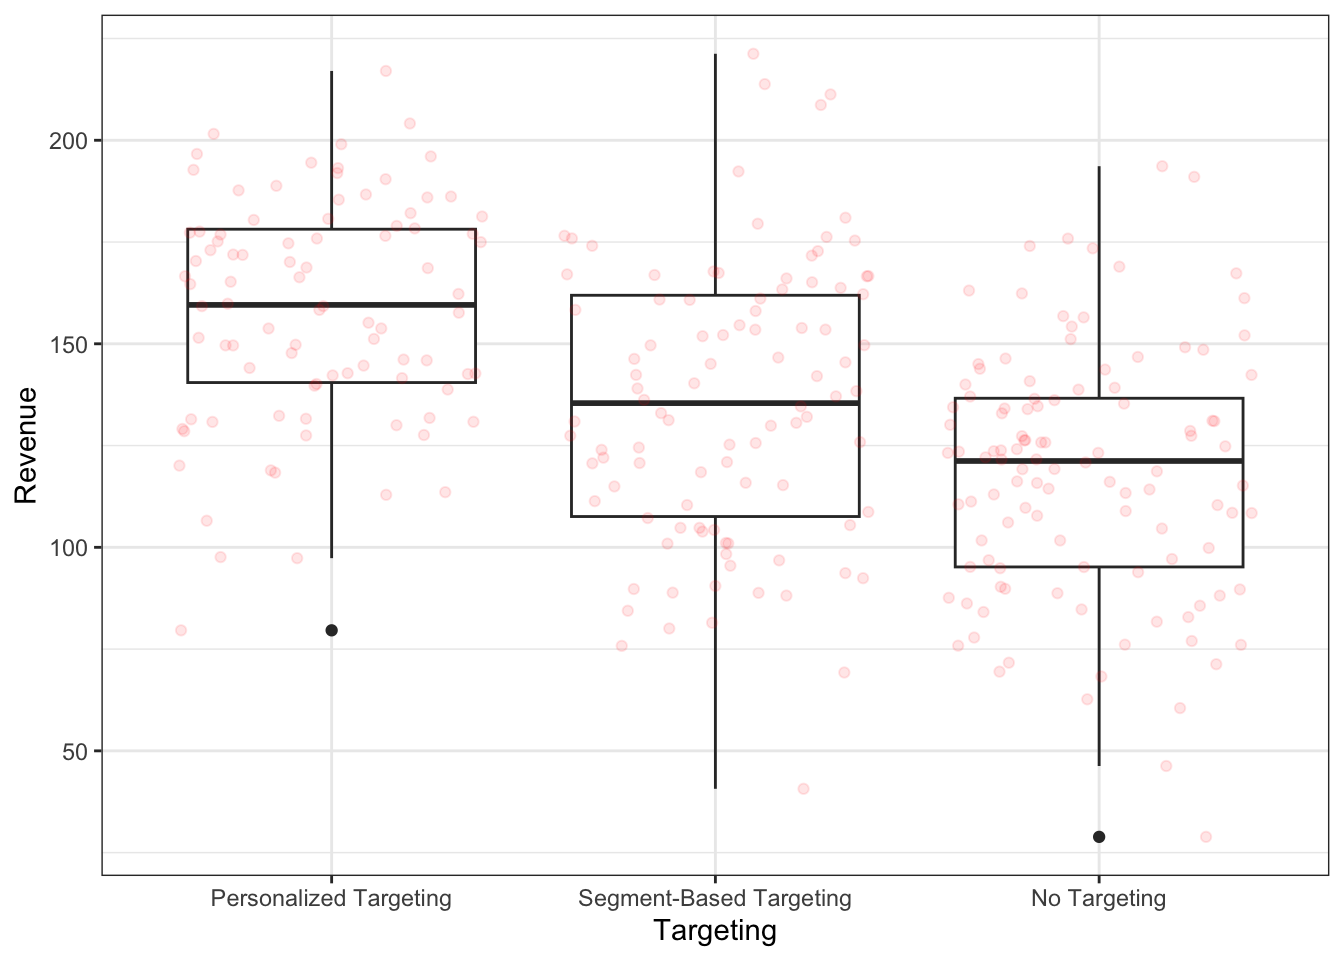 200
150
100
50
Revenue
Personalized Targeting
Segment-Based Targeting
No Targeting
Targeting